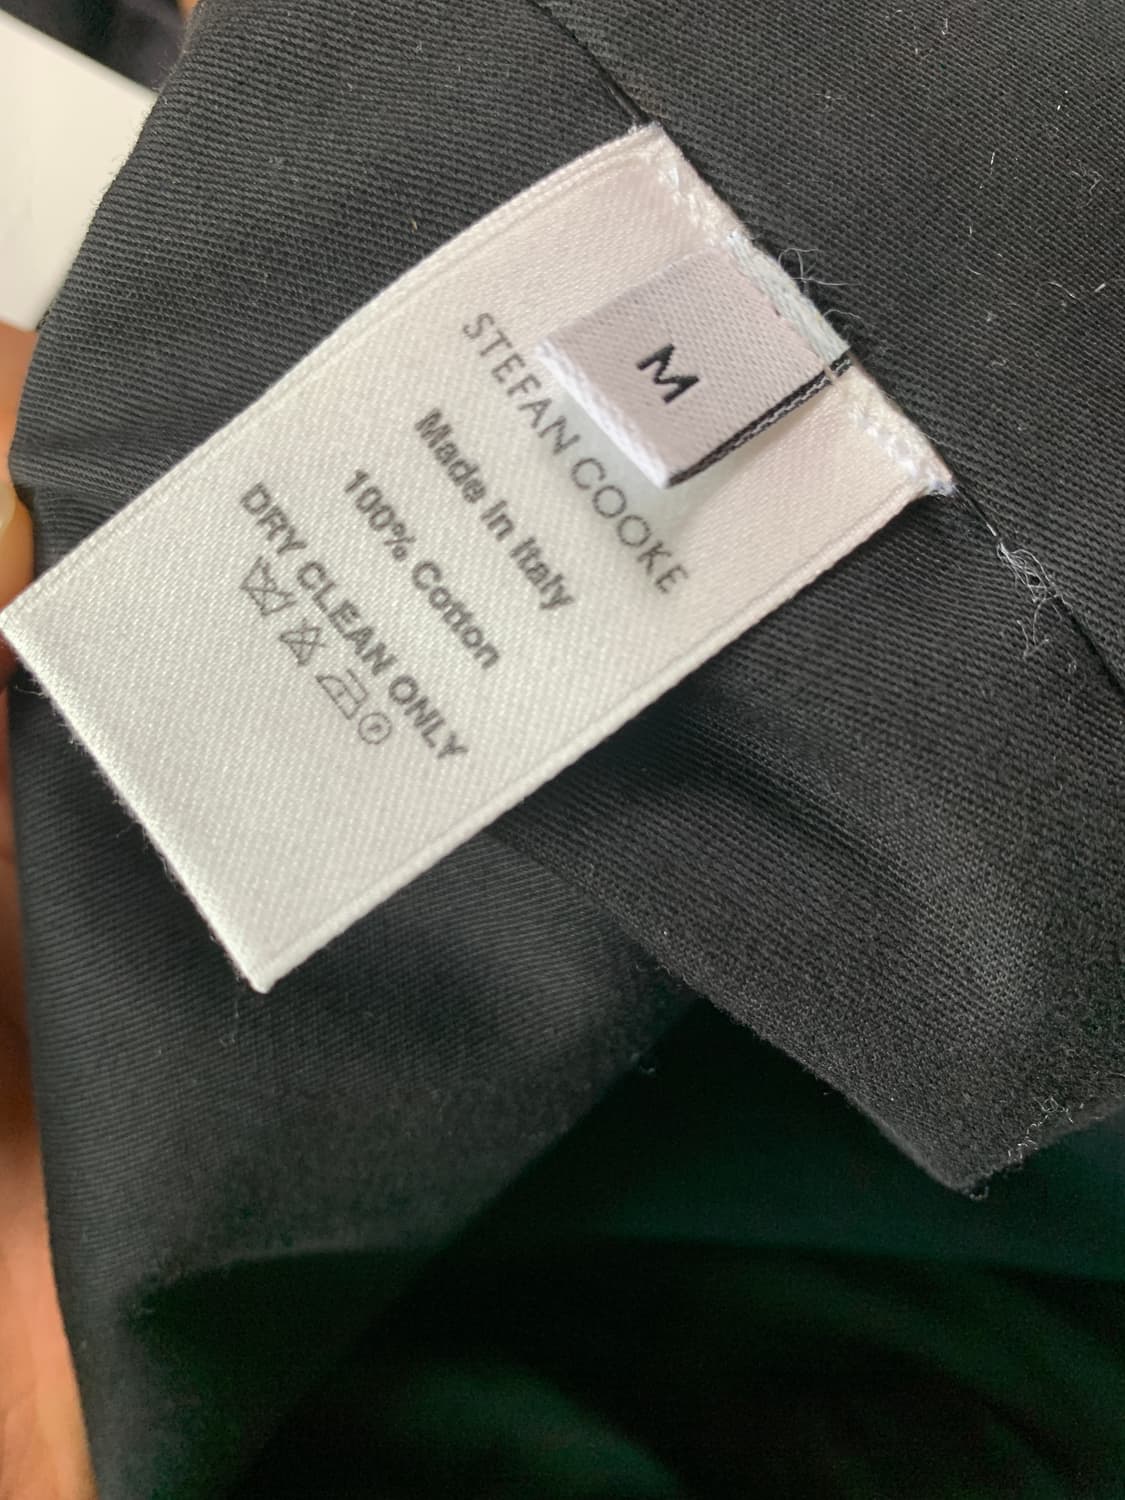 M
STEFAN COOKE
Made In Italy
100% Cotton
DRY CLEAN ONLY
P